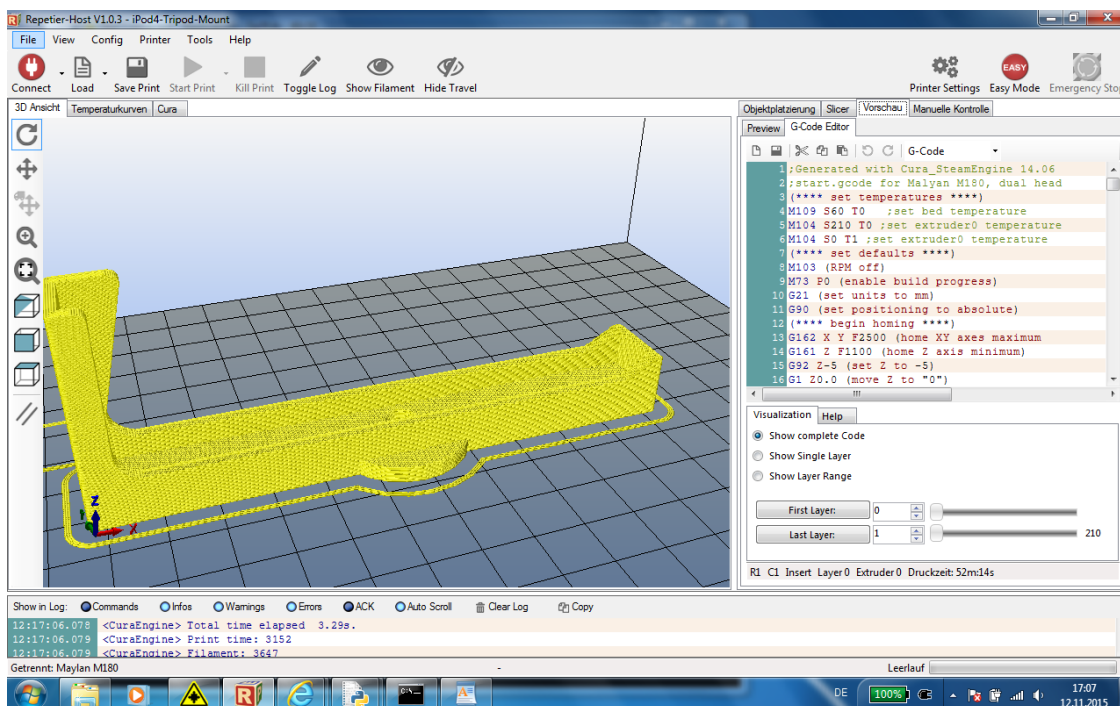 Repetier-Host V1.0.3 - iPod4-Tripod-Mount
File View Config Printer Tools Help
Connect Load Save Print Start Print Kill Print Toggle Log Show Filament Hide Travel Printer Settings Easy Mode Emergency Stop
EASY
3D Ansicht Temperaturkurven Cura
Objektplatzierung Slicer Vorschau Manuelle Kontrolle
Preview G-Code Editor
G-Code
1 ;Generated with Cura_SteamEngine 14.06
2 ;start.gcode for Malyan M180, dual head
3 (**** set temperatures ****)
4 M109 S60 T0 ;set bed temperature
5 M104 S210 T0 ;set extruder0 temperature
6 M104 S0 T1 ;set extruder0 temperature
7 (**** set defaults ****)
8 M103 (RPM off)
9 M73 P0 (enable build progress)
10 G21 (set units to mm)
11 G90 (set positioning to absolute)
12 (**** begin homing ****)
13 G162 X Y F2500 (home XY axes maximum
14 G161 Z F1100 (home Z axis minimum)
15 G92 Z-5 (set Z to -5)
16 G1 Z0.0 (move Z to "0")
Visualization Help
Show complete Code
Show Single Layer
Show Layer Range
First Layer: 0
Last Layer: 1 210
R1 C1 Insert Layer 0 Extruder 0 Druckzeit: 52m:14s
Z
X
Show in Log: Commands Infos Warnings Errors ACK Auto Scroll Clear Log Copy
12:17:06.078 <CuraEngine> Total time elapsed 3.29s.
12:17:06.079 <CuraEngine> Print time: 3152
12:17:06.079 <CuraEngine> Filament: 3647
Getrennt: Maylan M180 - Leerlauf
DE 100% 17:07
12.11.2015